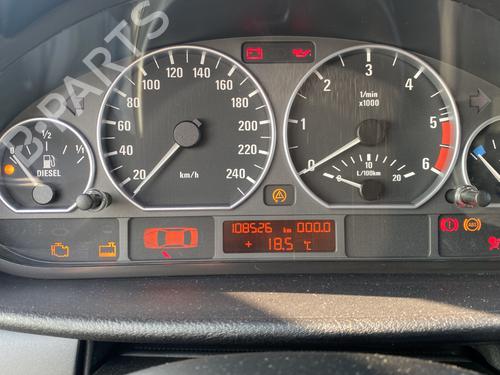 B-PARTS
0 1/2 1/1
DIESEL
20 40 60 80 100 120 140 160 180 200 220 240
km/h
0 1 2 3 4 5 6
1/min
x1000
0 10 20
L/100km
108526 km 000.0
+ 18.5 °C
ABS